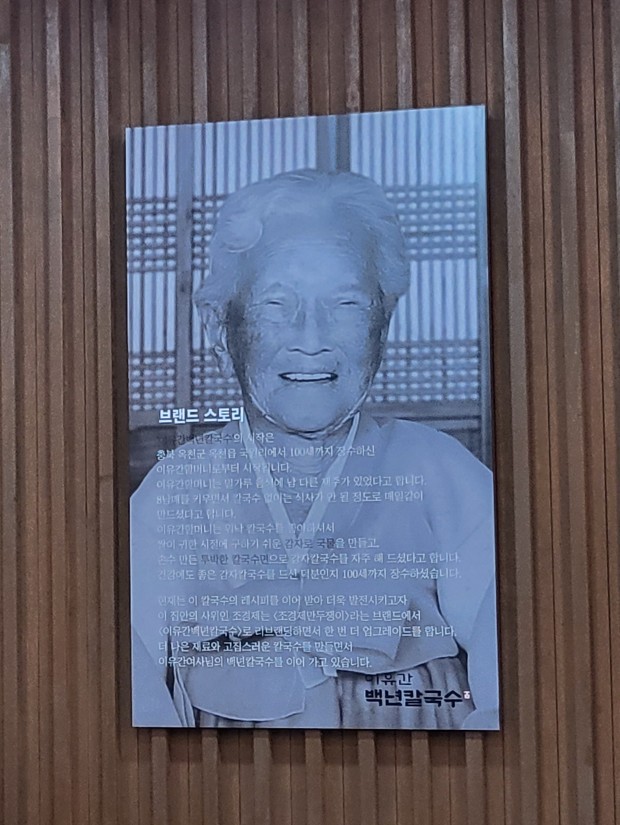 브랜드 스토리
이유간백년칼국수의 시작은
충북 옥천군 옥천읍 국원리에서 100세까지 장수하신
이유간할머니로부터 시작됩니다.
이유간할머니는 밀가루 음식에 남 다른 재주가 있었다고 합니다.
8남매를 키우면서 칼국수 없이는 식사가 안 될 정도로 매일같이
만드셨다고 합니다.
이유간할머니는 워낙 칼국수를 좋아하셔서
쌀이 귀한 시절에 구하기 쉬운 감자로 국물을 만들고,
손수 만든 투박한 칼국수면으로 감자칼국수를 자주 해 드셨다고 합니다.
건강에도 좋은 감자칼국수를 드신 덕분인지 100세까지 장수하셨습니다.
현재는 이 칼국수의 레시피를 이어 받아 더욱 발전시키고자
이 집안의 사위인 조경제는 〈조경제만두쟁이〉라는 브랜드에서
〈이유간백년칼국수〉로 리브랜딩하면서 한 번 더 업그레이드를 합니다.
더 나은 재료와 고집스러운 칼국수를 만들면서
이유간여사님의 백년칼국수를 이어 가고 있습니다.
이유간
백년칼국수